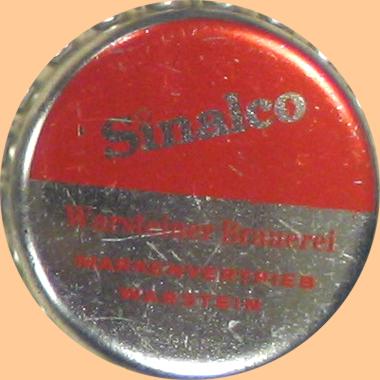 Sinalco
Warsteiner Brauerei
MARKENVERTRIEB
WARSTEIN